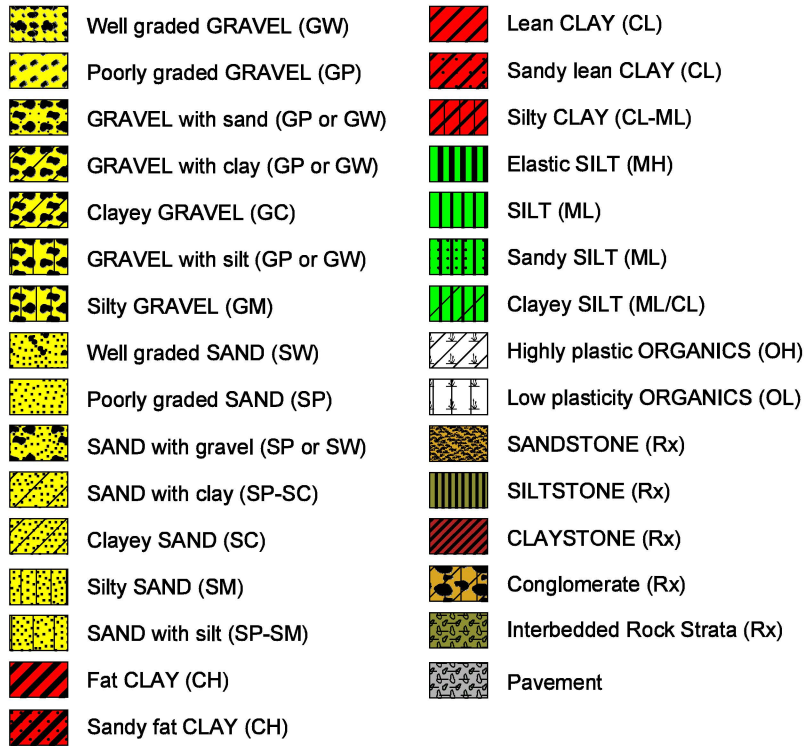 Well graded GRAVEL (GW)
Poorly graded GRAVEL (GP)
GRAVEL with sand (GP or GW)
GRAVEL with clay (GP or GW)
Clayey GRAVEL (GC)
GRAVEL with silt (GP or GW)
Silty GRAVEL (GM)
Well graded SAND (SW)
Poorly graded SAND (SP)
SAND with gravel (SP or SW)
SAND with clay (SP-SC)
Clayey SAND (SC)
Silty SAND (SM)
SAND with silt (SP-SM)
Fat CLAY (CH)
Sandy fat CLAY (CH)
Lean CLAY (CL)
Sandy lean CLAY (CL)
Silty CLAY (CL-ML)
Elastic SILT (MH)
SILT (ML)
Sandy SILT (ML)
Clayey SILT (ML/CL)
Highly plastic ORGANICS (OH)
Low plasticity ORGANICS (OL)
SANDSTONE (Rx)
SILTSTONE (Rx)
CLAYSTONE (Rx)
Conglomerate (Rx)
Interbedded Rock Strata (Rx)
Pavement